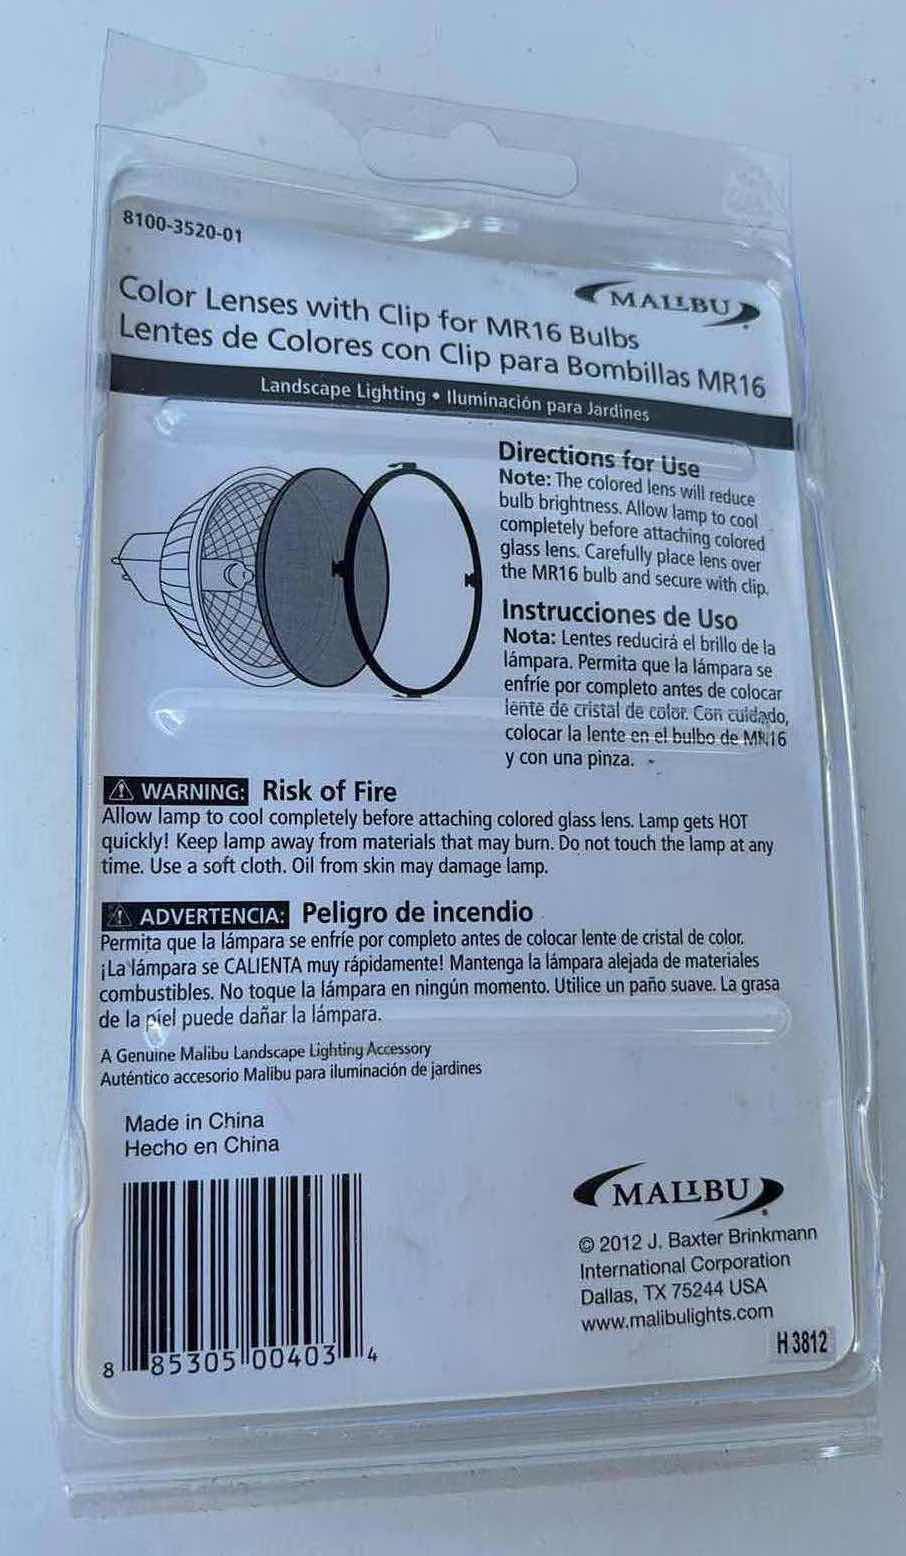 8100-3520-01
MALIBU
Color Lenses with Clip for MR16 Bulbs
Lentes de Colores con Clip para Bombillas MR16
Landscape Lighting • Iluminación para Jardines
Directions for Use
Note: The colored lens will reduce
bulb brightness. Allow lamp to cool
completely before attaching colored
glass lens. Carefully place lens over
the MR16 bulb and secure with clip.
Instrucciones de Uso
Nota: Lentes reducirá el brillo de la
lámpara. Permita que la lámpara se
enfríe por completo antes de colocar
lente de cristal de color. Con cuidado,
colocar la lente en el bulbo de MR16
y con una pinza.
⚠ WARNING: Risk of Fire
Allow lamp to cool completely before attaching colored glass lens. Lamp gets HOT
quickly! Keep lamp away from materials that may burn. Do not touch the lamp at any
time. Use a soft cloth. Oil from skin may damage lamp.
⚠ ADVERTENCIA: Peligro de incendio
Permita que la lámpara se enfríe por completo antes de colocar lente de cristal de color.
¡La lámpara se CALIENTA muy rápidamente! Mantenga la lámpara alejada de materiales
combustibles. No toque la lámpara en ningún momento. Utilice un paño suave. La grasa
de la piel puede dañar la lámpara.
A Genuine Malibu Landscape Lighting Accessory
Auténtico accesorio Malibu para iluminación de jardines
Made in China
Hecho en China
8 85305 00403 4
MALIBU®
© 2012 J. Baxter Brinkmann
International Corporation
Dallas, TX 75244 USA
www.malibulights.com
H 3812